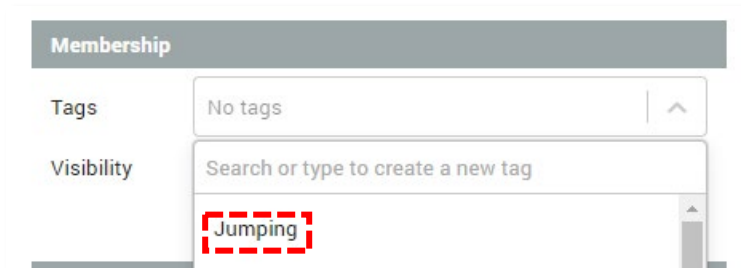 Membership
Tags No tags
Visibility Search or type to create a new tag
Jumping